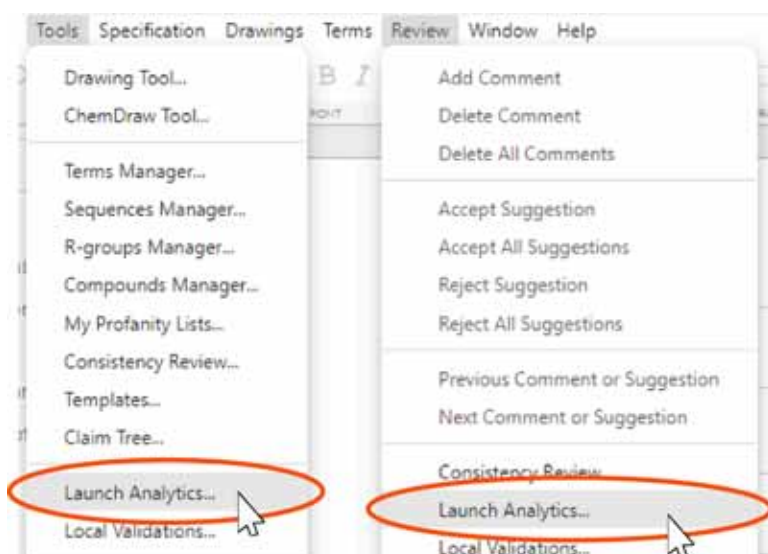 Tools Specification Drawings Terms Review Window Help
Drawing Tool...
ChemDraw Tool...
Terms Manager...
Sequences Manager...
R-groups Manager...
Compounds Manager...
My Profanity Lists...
Consistency Review...
Templates...
Claim Tree...
Launch Analytics...
Local Validations...
B I
Add Comment
Delete Comment
Delete All Comments
Accept Suggestion
Accept All Suggestions
Reject Suggestion
Reject All Suggestions
Previous Comment or Suggestion
Next Comment or Suggestion
Consistency Review
Launch Analytics...
Local Validations...